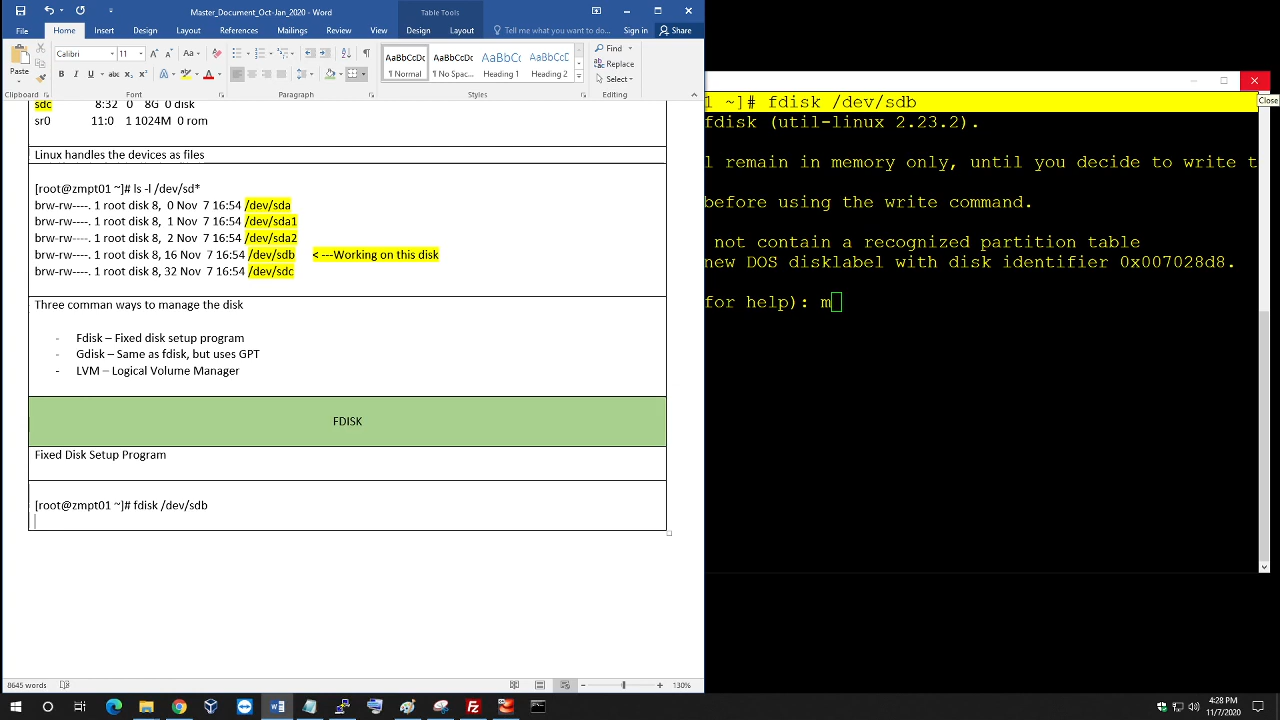 Master_Document_Oct-Jan_2020 - Word
Table Tools
File
Home
Insert
Draw
Design
Layout
References
Mailings
Review
View
Design
Layout
Tell me what you want to do...
Sign in
Share
Paste
Clipboard
Calibri
11
Font
Paragraph
AaBbCcDc
¶ Normal
AaBbCcDc
¶ No Spac...
AaBbCc
Heading 1
AaBbCcD
Heading 2
Styles
Find
Replace
Select
Editing
sdc 8:32 0 8G 0 disk
sr0 11:0 1 1024M 0 rom
Linux handles the devices as files
[root@zmpt01 ~]# ls -l /dev/sd*
brw-rw----. 1 root disk 8, 0 Nov 7 16:54 /dev/sda
brw-rw----. 1 root disk 8, 1 Nov 7 16:54 /dev/sda1
brw-rw----. 1 root disk 8, 2 Nov 7 16:54 /dev/sda2
brw-rw----. 1 root disk 8, 16 Nov 7 16:54 /dev/sdb < ---Working on this disk
brw-rw----. 1 root disk 8, 32 Nov 7 16:54 /dev/sdc
Three comman ways to manage the disk
- Fdisk – Fixed disk setup program
- Gdisk – Same as fdisk, but uses GPT
- LVM – Logical Volume Manager
FDISK
Fixed Disk Setup Program
[root@zmpt01 ~]# fdisk /dev/sdb
8645 words
130%
Close
1 ~]# fdisk /dev/sdb
fdisk (util-linux 2.23.2).
l remain in memory only, until you decide to write t
before using the write command.
not contain a recognized partition table
new DOS disklabel with disk identifier 0x007028d8.
for help): m
4:28 PM
11/7/2020